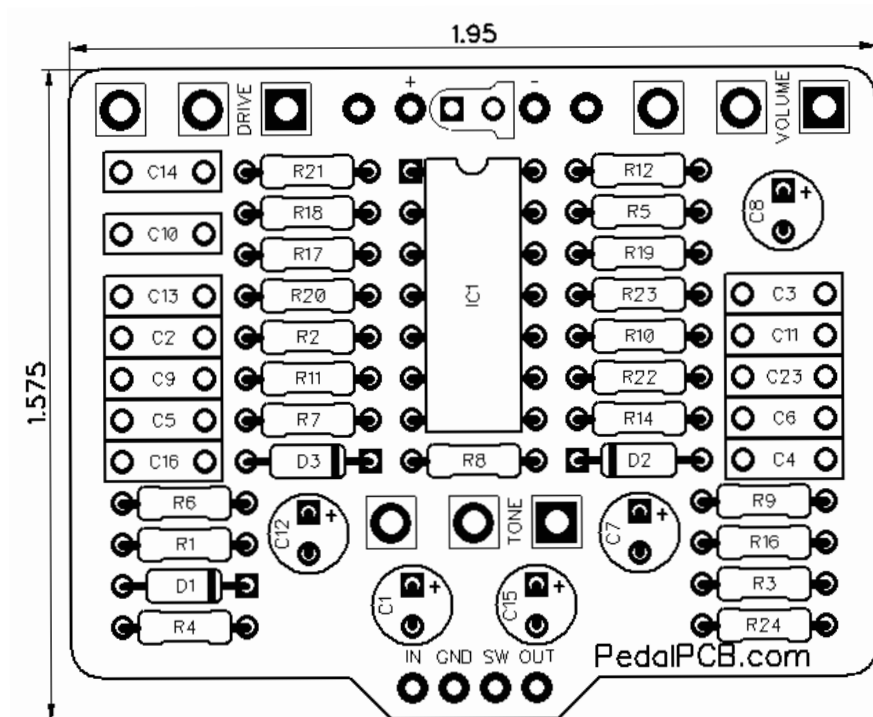 1.95
DRIVE
+
-
VOLUME
C14
R21
R12
C8
+
R18
R5
C10
R17
R19
C13
R20
IC1
R23
C3
C2
R2
R10
C11
C9
R11
R22
C23
C5
R7
R14
C6
C16
D3
R8
D2
C4
1.575
R6
C12
+
TONE
C7
+
R9
R1
R16
D1
C1
+
C15
+
R3
R4
R24
IN GND SW OUT
PedalPCB.com